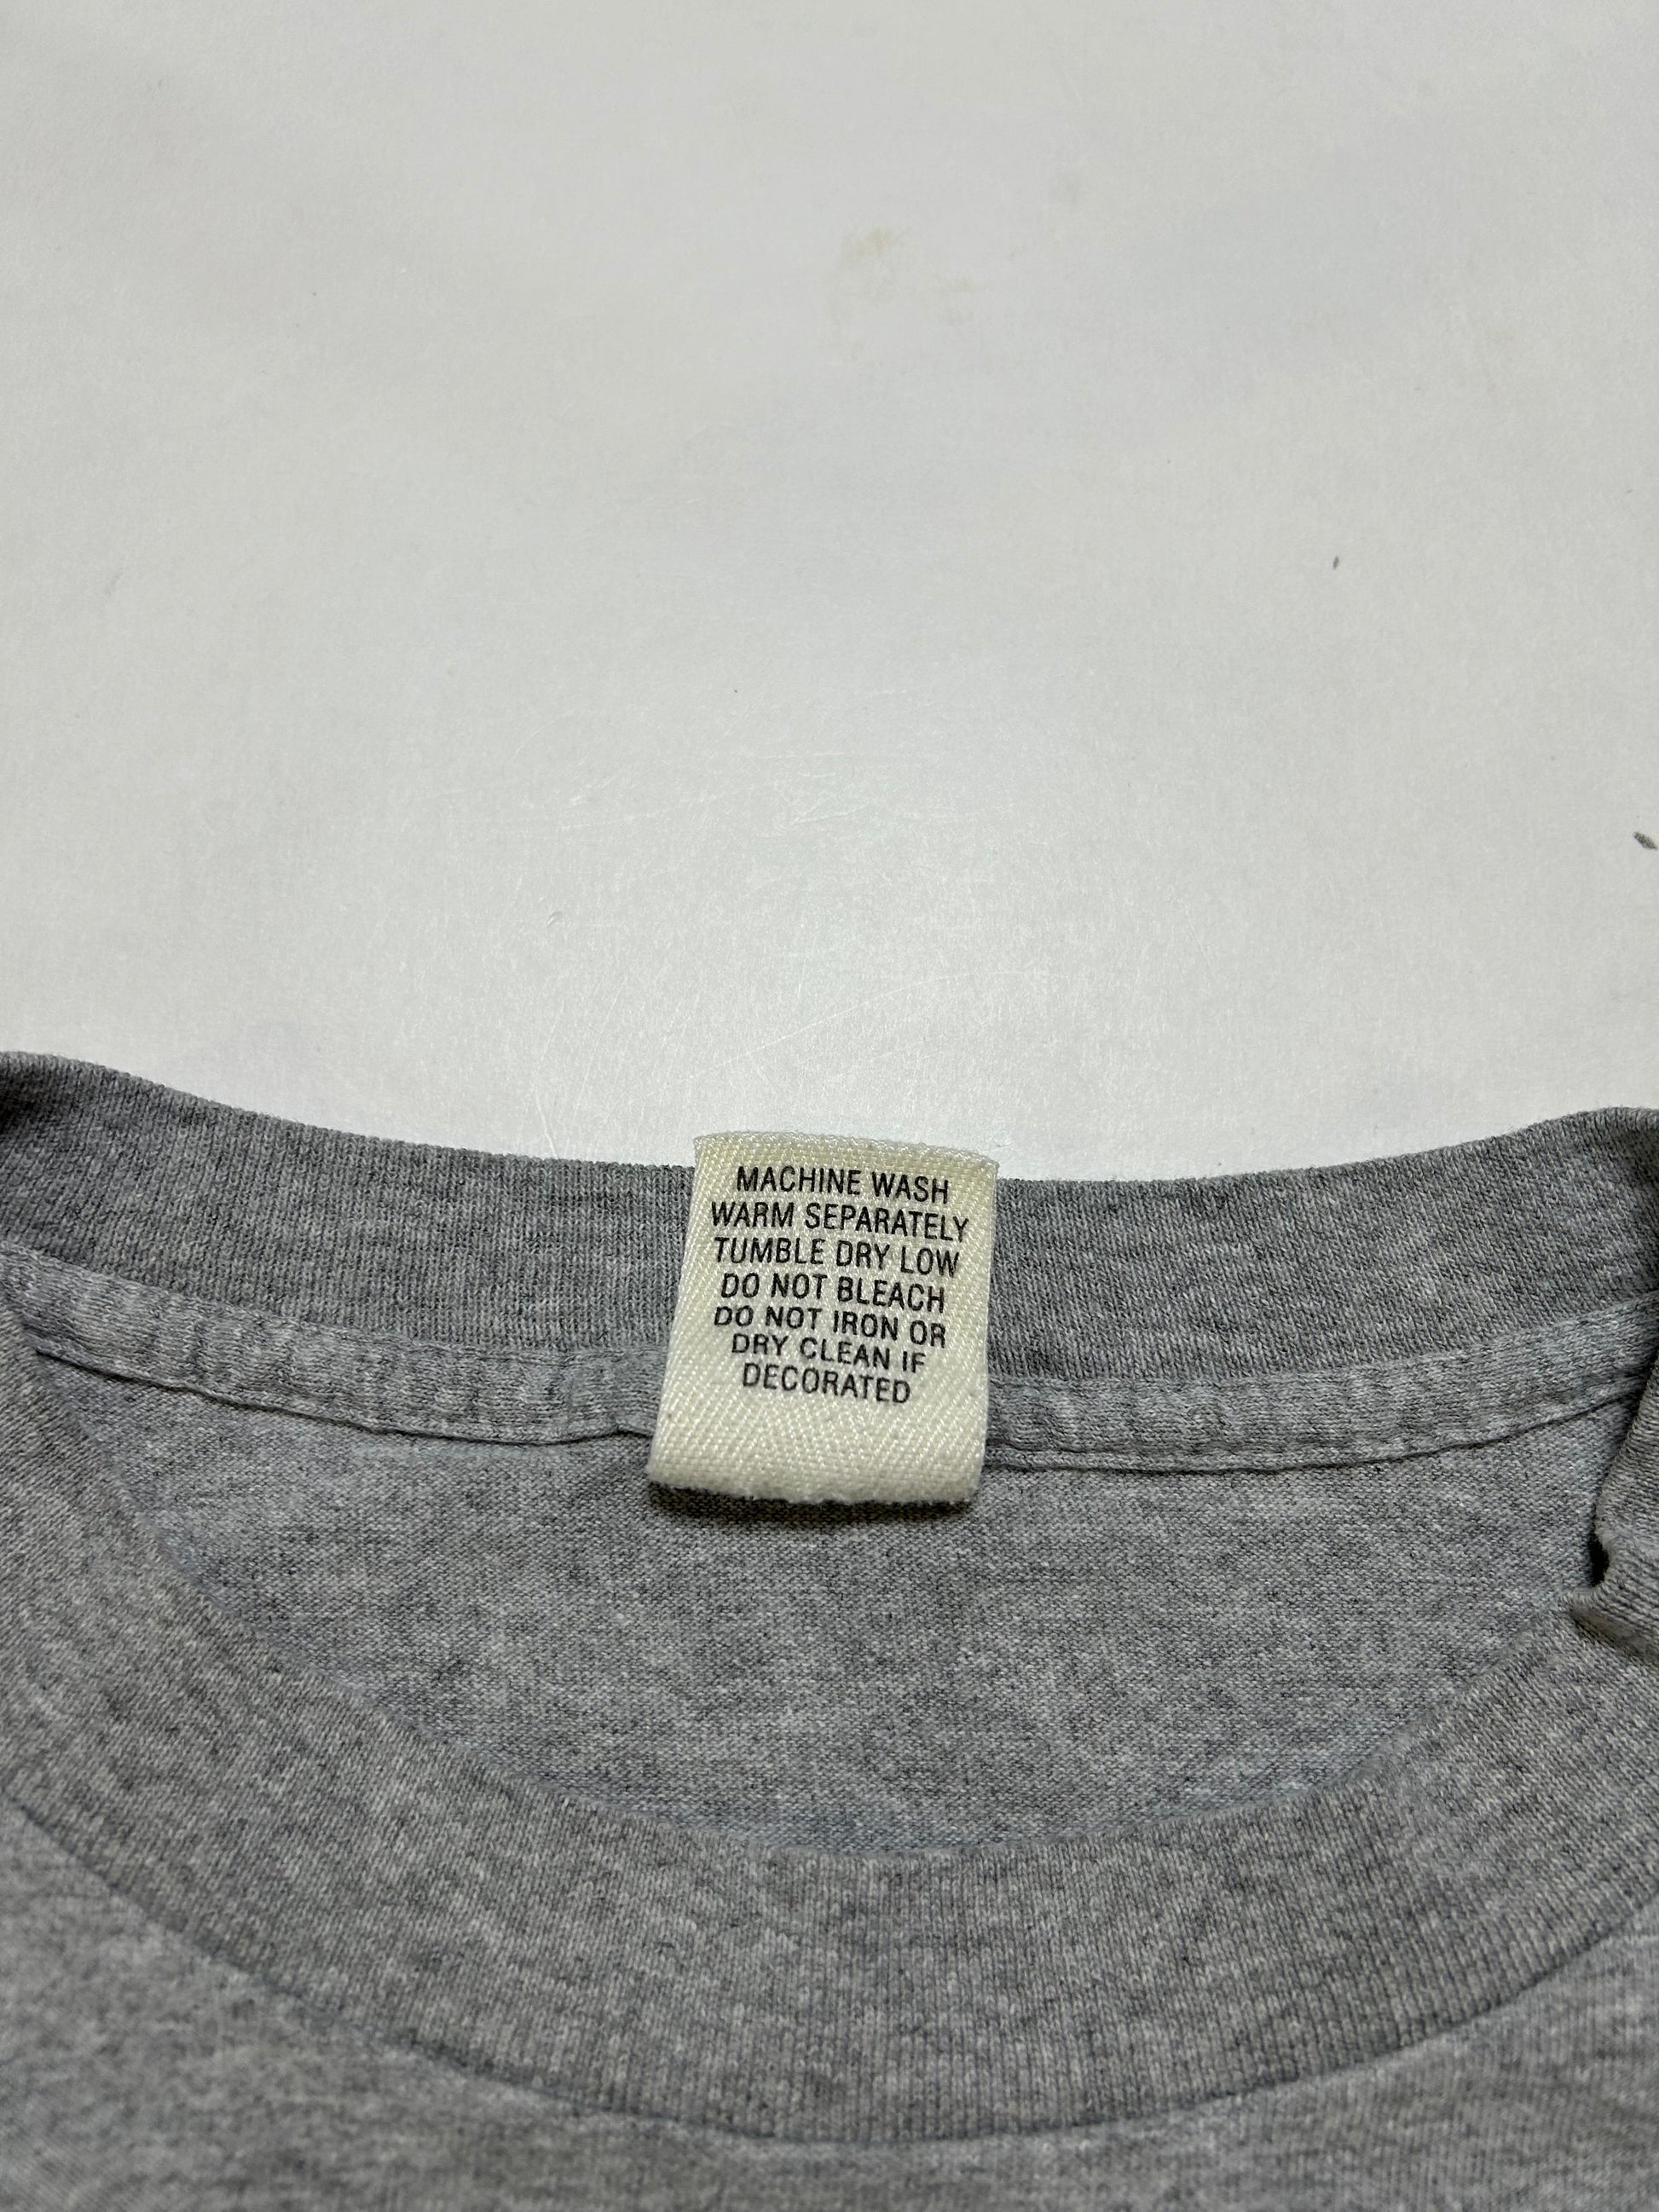 MACHINE WASH
WARM SEPARATELY
TUMBLE DRY LOW
DO NOT BLEACH
DO NOT IRON OR
DRY CLEAN IF
DECORATED